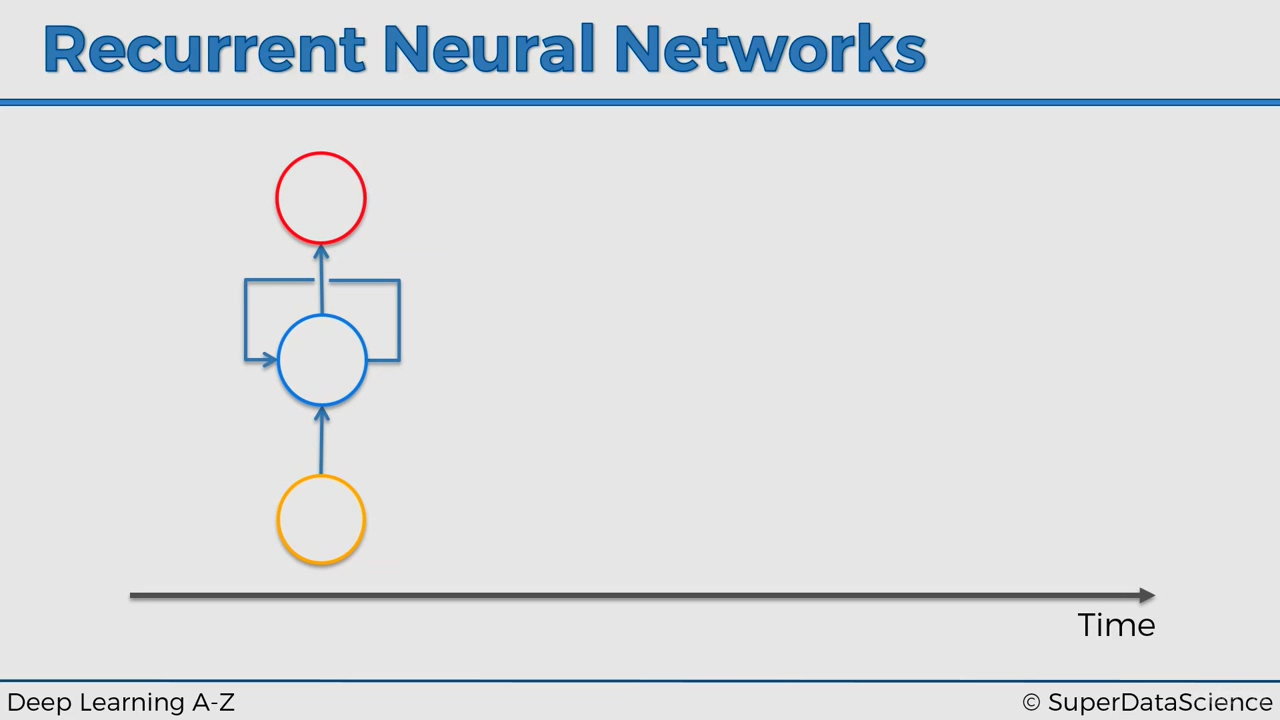 Recurrent Neural Networks
Time
Deep Learning A-Z
© SuperDataScience